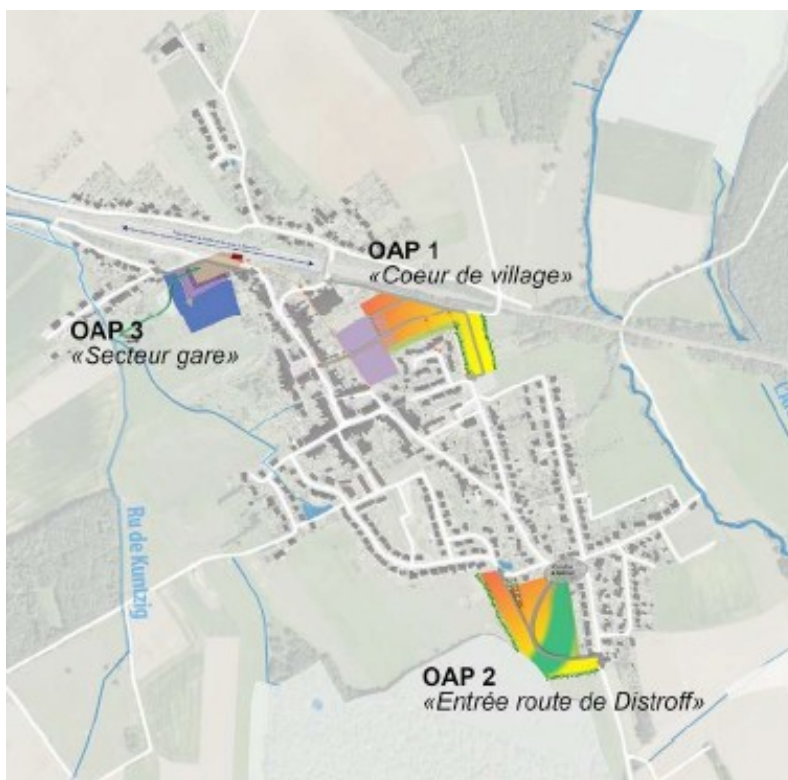 OAP 1
«Coeur de village»
OAP 3
«Secteur gare»
Ru de Kuntzig
OAP 2
«Entrée route de Distroff»